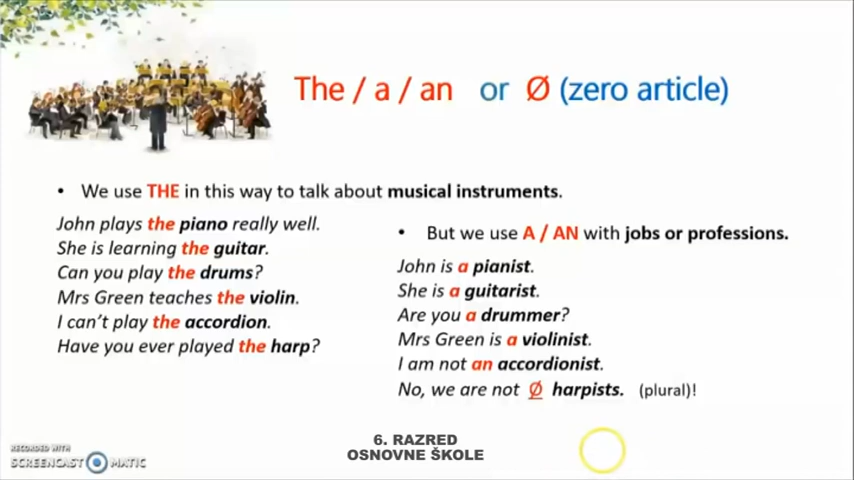 The / a / an or Ø (zero article)
• We use THE in this way to talk about musical instruments.
John plays the piano really well.
She is learning the guitar.
Can you play the drums?
Mrs Green teaches the violin.
I can't play the accordion.
Have you ever played the harp?
• But we use A / AN with jobs or professions.
John is a pianist.
She is a guitarist.
Are you a drummer?
Mrs Green is a violinist.
I am not an accordionist.
No, we are not Ø harpists. (plural)!
6. RAZRED
OSNOVNE ŠKOLE
RECORDED WITH
SCREENCAST MATIC